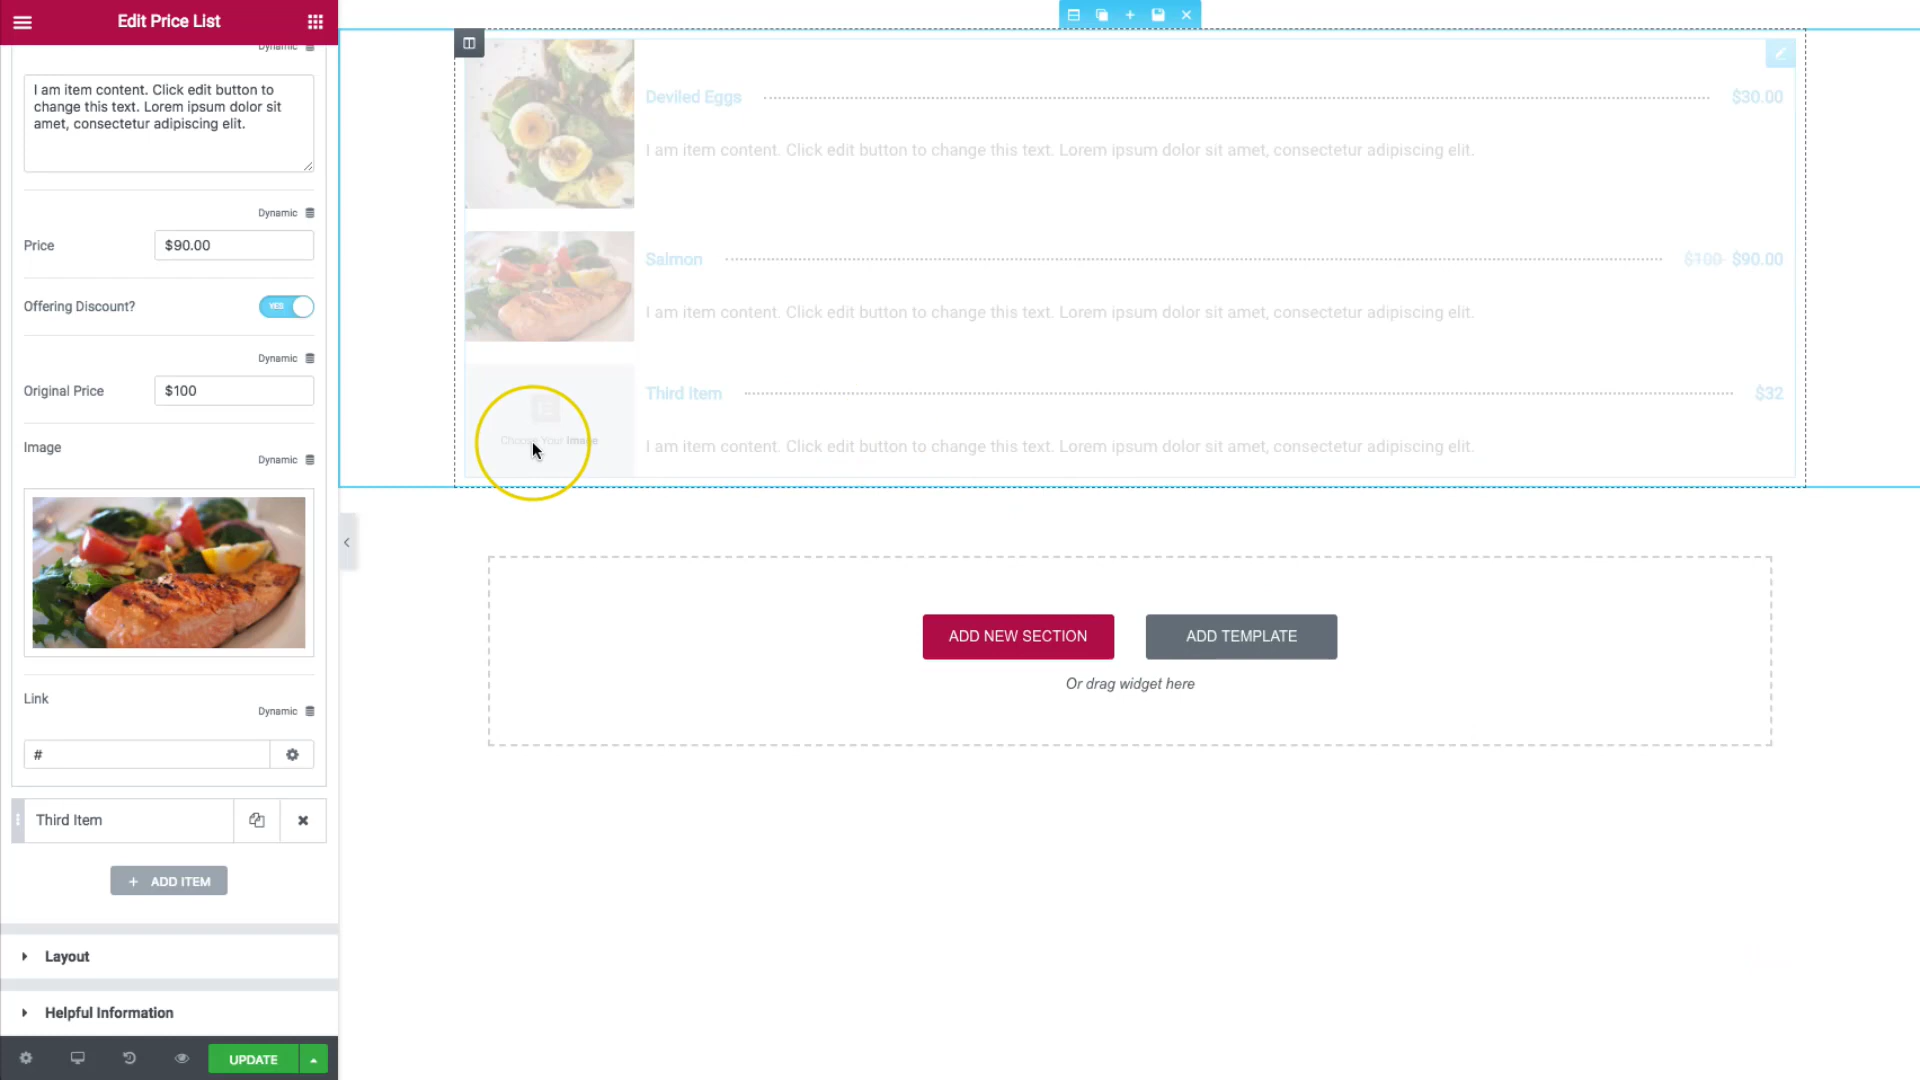 Edit Price List
Dynamic
I am item content. Click edit button to
change this text. Lorem ipsum dolor sit
amet, consectetur adipiscing elit.
Dynamic
Price
$90.00
Offering Discount?
YES
Dynamic
Original Price
$100
Image
Dynamic
Link
Dynamic
#
Third Item
+ ADD ITEM
Layout
Helpful Information
UPDATE
Deviled Eggs
$30.00
I am item content. Click edit button to change this text. Lorem ipsum dolor sit amet, consectetur adipiscing elit.
Salmon
$100 $90.00
I am item content. Click edit button to change this text. Lorem ipsum dolor sit amet, consectetur adipiscing elit.
Choose Your Image
Third Item
$32
I am item content. Click edit button to change this text. Lorem ipsum dolor sit amet, consectetur adipiscing elit.
ADD NEW SECTION
ADD TEMPLATE
Or drag widget here